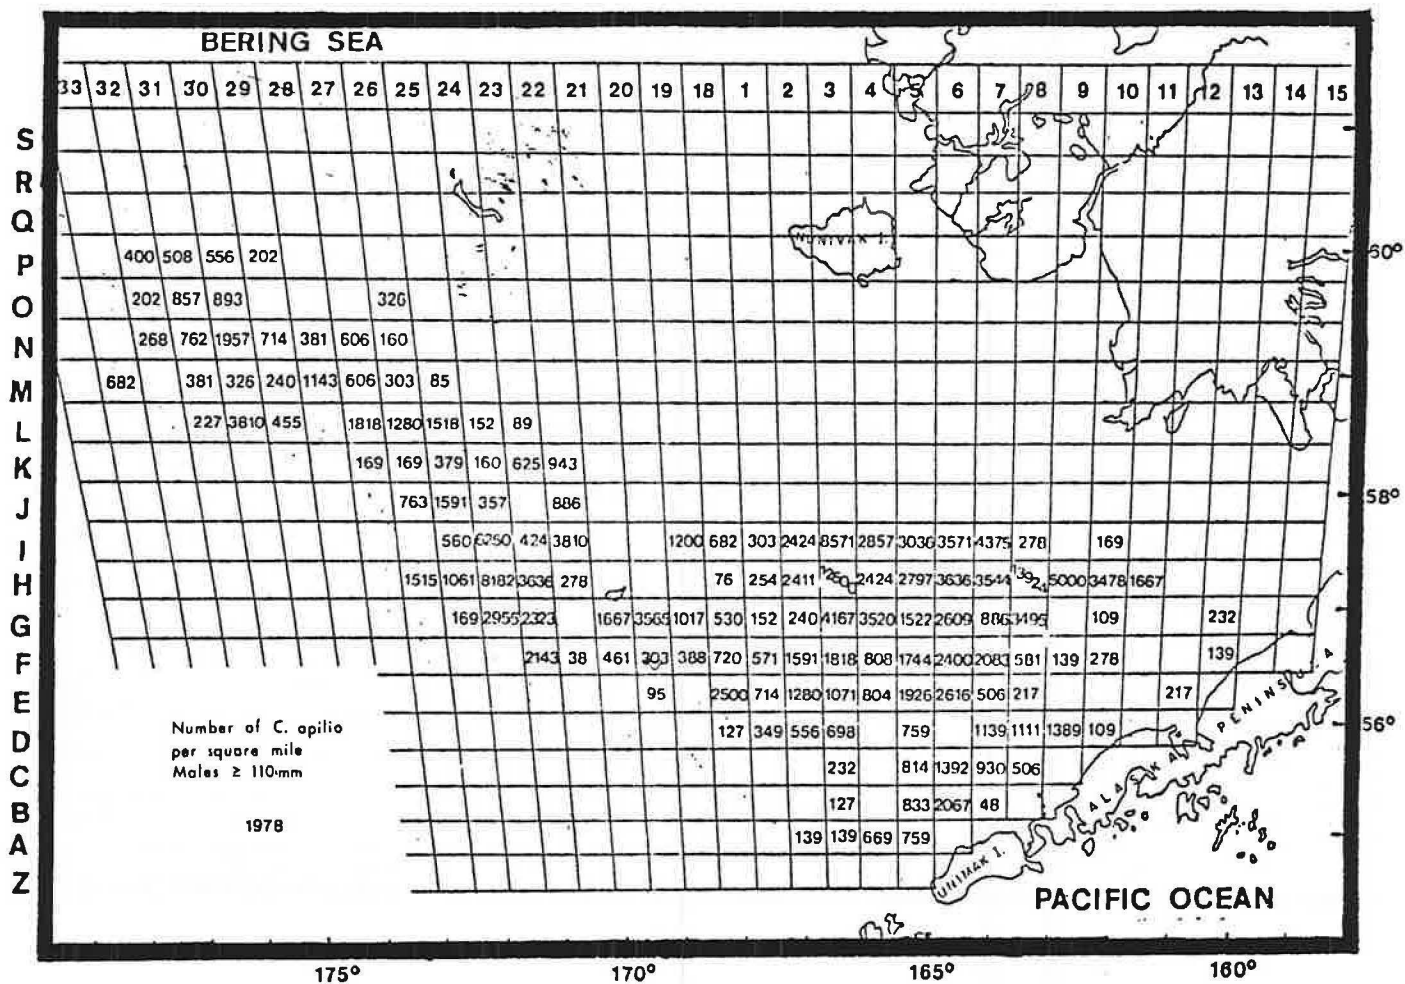 BERING SEA
33 32 31 30 29 28 27 26 25 24 23 22 21 20 19 18 1 2 3 4 5 6 7 8 9 10 11 12 13 14 15
S
R
Q
NUNIVAK I.
60°
P 400 508 556 202
O 202 857 893 326
N 268 762 1957 714 381 606 160
M 682 381 326 240 1143 606 303 85
L 227 3810 455 1818 1280 1518 152 89
K 169 169 379 160 625 943
58°
J 763 1591 357 886
I 560 6250 424 3810 1200 682 303 2424 8571 2857 3036 3571 4375 278 169
H 1515 1061 8182 3636 278 76 254 2411 2424 2797 3636 3544 5000 3478 1667
G 169 2955 2323 1667 3565 1017 530 152 240 4167 3520 1522 2609 886 3495 109 232
F 2143 38 461 303 388 720 571 1591 1818 808 1744 2400 2083 581 139 278 139
E 95 2500 714 1280 1071 804 1926 2616 506 217 217
56°
D 127 349 556 698 759 1139 1111 1389 109
C 232 814 1392 930 506
B 127 833 2067 48
A 139 139 669 759
Z
ALASKA PENINSULA
UNIMAK I.
Number of C. opilio
per square mile
Males ≥ 110mm
1978
PACIFIC OCEAN
175° 170° 165° 160°